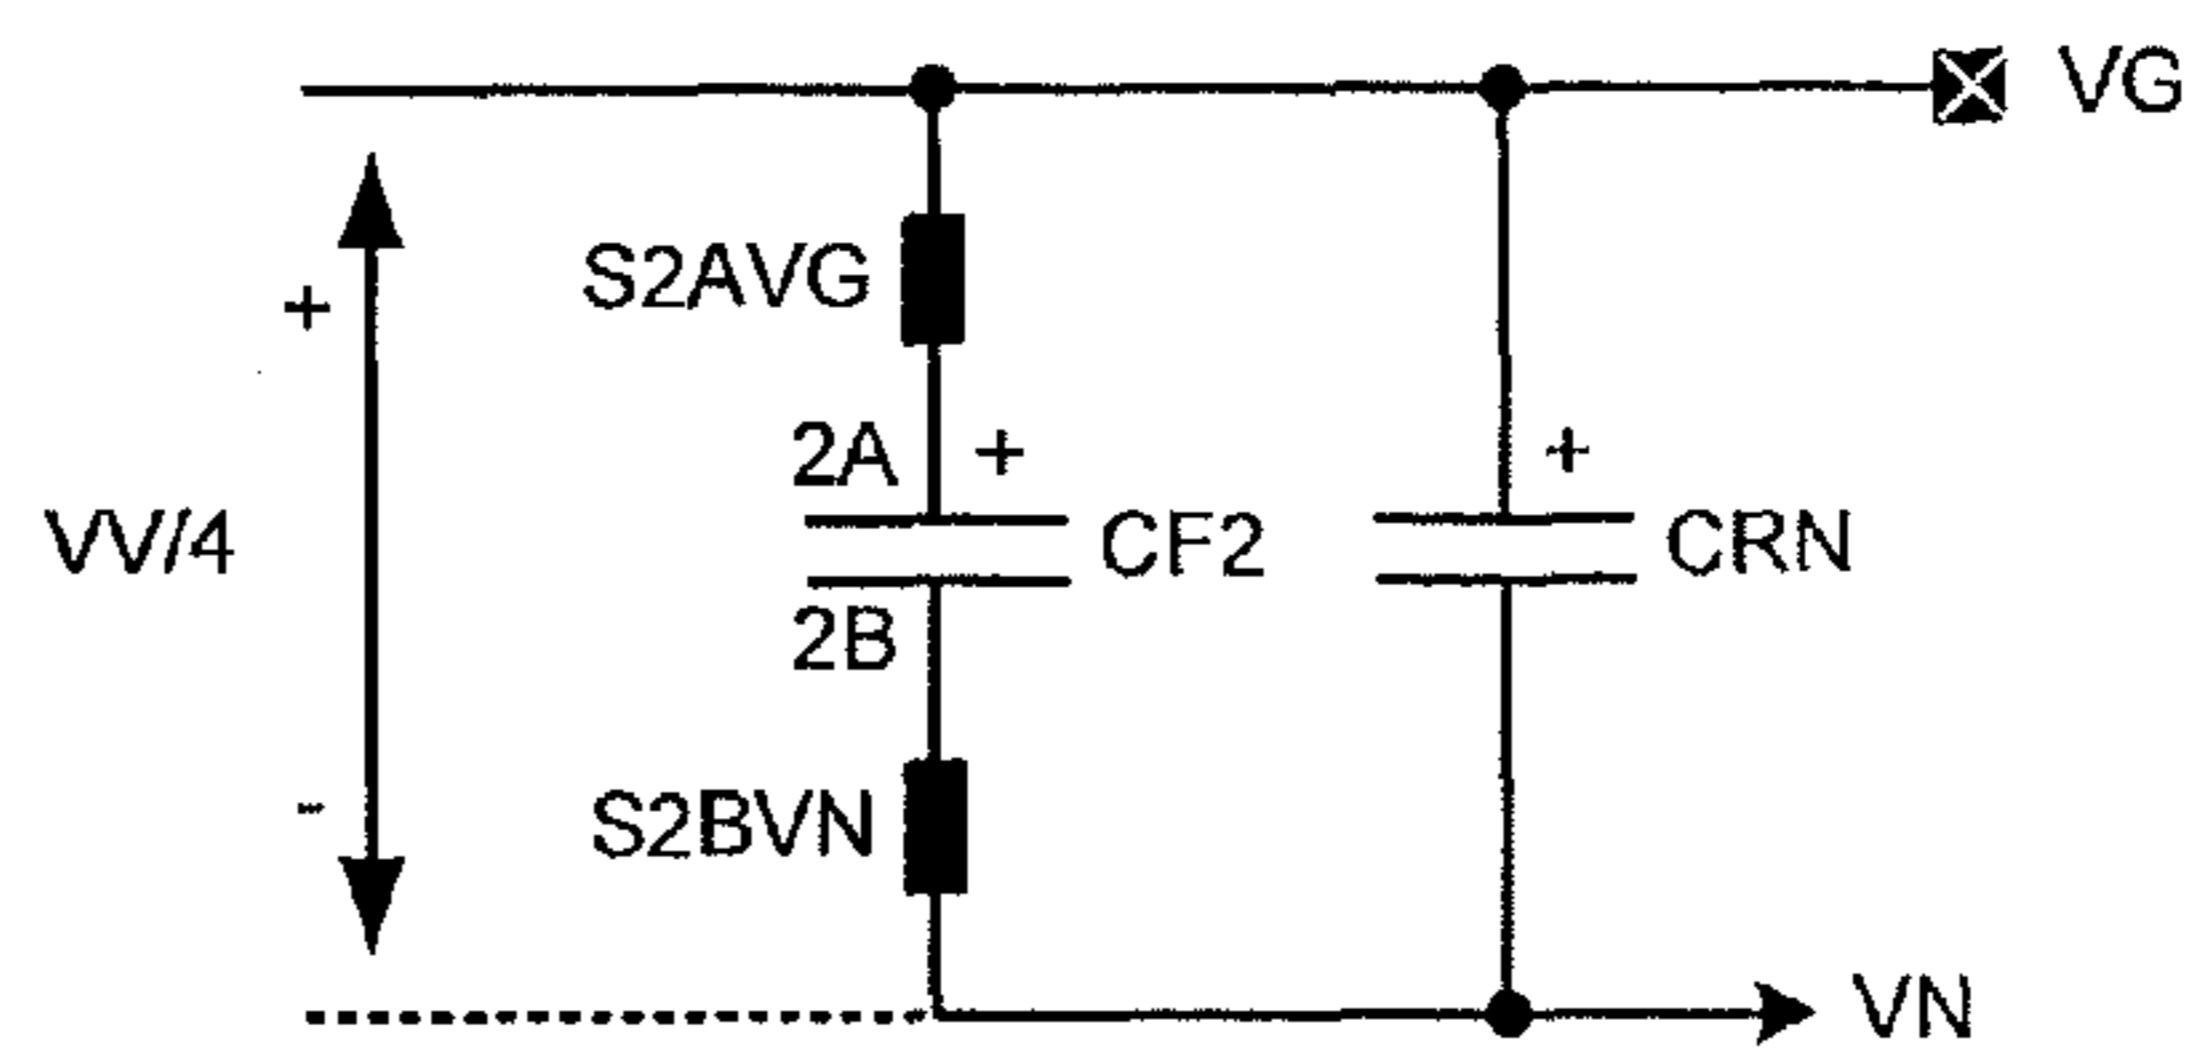 VG
S2AVG
+
2A +
+
VV/4
CF2
CRN
2B
-
S2BVN
VN